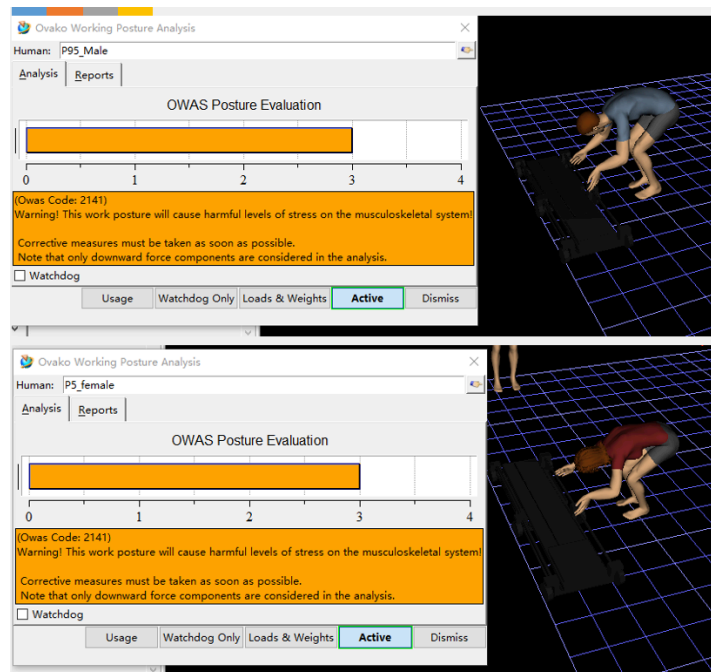 Ovako Working Posture Analysis
Human: P95_Male
Analysis Reports
OWAS Posture Evaluation
0 1 2 3 4
(Owas Code: 2141)
Warning! This work posture will cause harmful levels of stress on the musculoskeletal system!
Corrective measures must be taken as soon as possible.
Note that only downward force components are considered in the analysis.
Watchdog
Usage Watchdog Only Loads & Weights Active Dismiss
Ovako Working Posture Analysis
Human: P5_female
Analysis Reports
OWAS Posture Evaluation
0 1 2 3 4
(Owas Code: 2141)
Warning! This work posture will cause harmful levels of stress on the musculoskeletal system!
Corrective measures must be taken as soon as possible.
Note that only downward force components are considered in the analysis.
Watchdog
Usage Watchdog Only Loads & Weights Active Dismiss